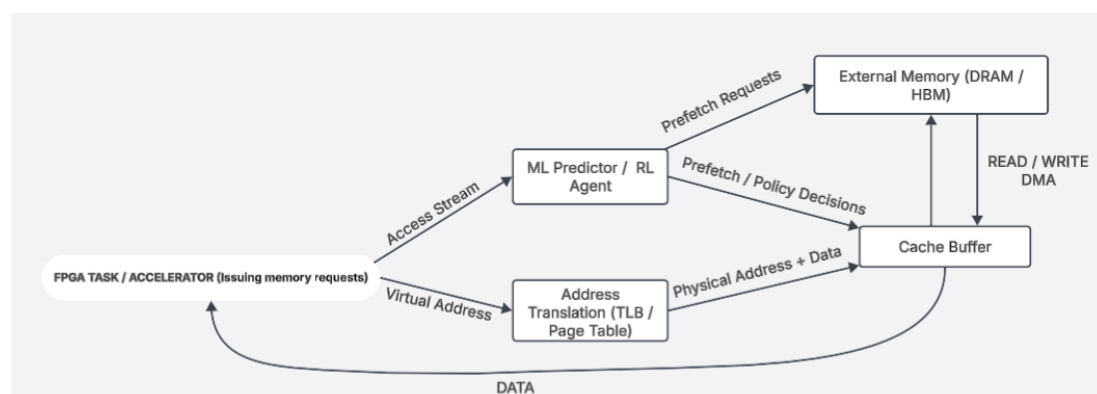 External Memory (DRAM /
HBM)
Prefetch Requests
ML Predictor / RL
Agent
Prefetch / Policy Decisions
READ / WRITE
DMA
Access Stream
Cache Buffer
FPGA TASK / ACCELERATOR (Issuing memory requests)
Virtual Address
Address
Translation (TLB /
Page Table)
Physical Address + Data
DATA